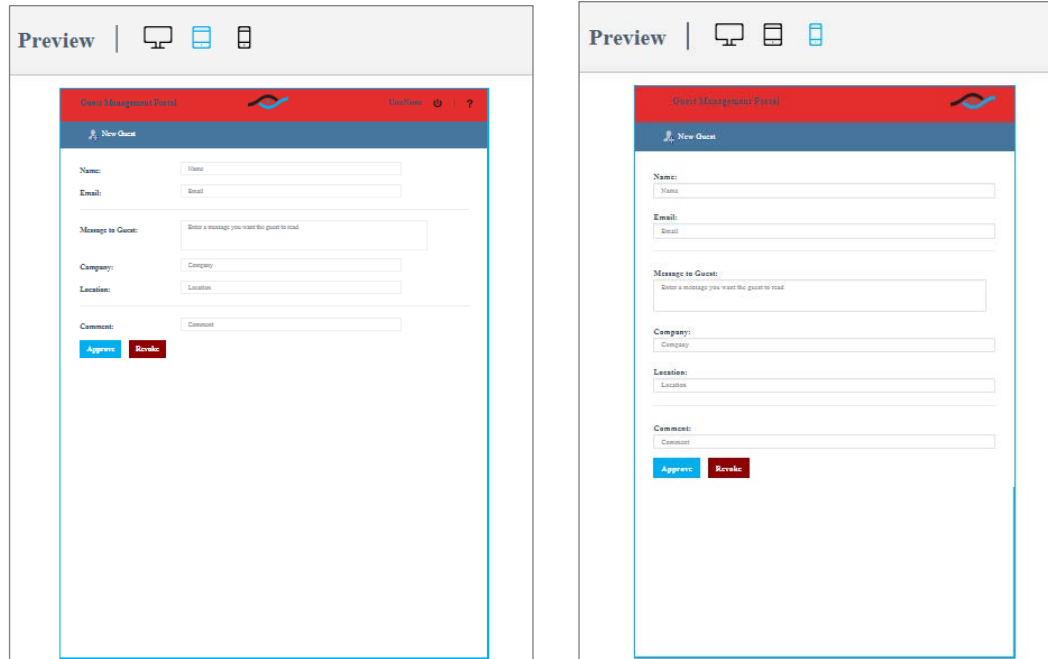 Preview
Guest Management Portal
UserName
?
New Guest
Name:
Name
Email:
Email
Message to Guest:
Enter a message you want the guest to read
Company:
Company
Location:
Location
Comment:
Comment
Approve
Revoke
Preview
Guest Management Portal
New Guest
Name:
Name
Email:
Email
Message to Guest:
Enter a message you want the guest to read
Company:
Company
Location:
Location
Comment:
Comment
Approve
Revoke